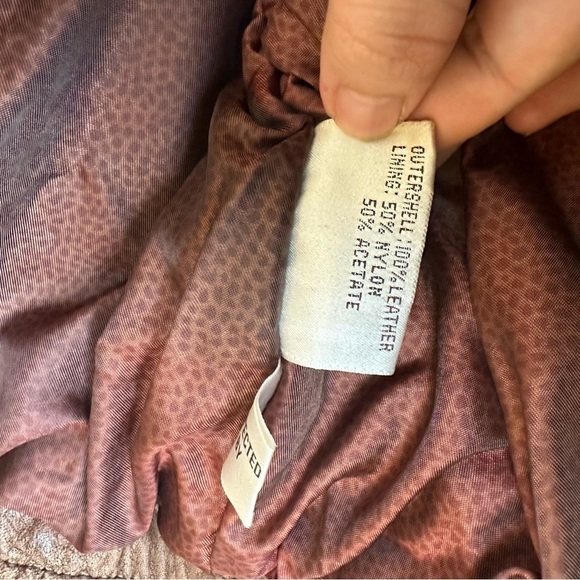 OUTERSHELL:100% LEATHER
LINING: 50% NYLON
50% ACETATE